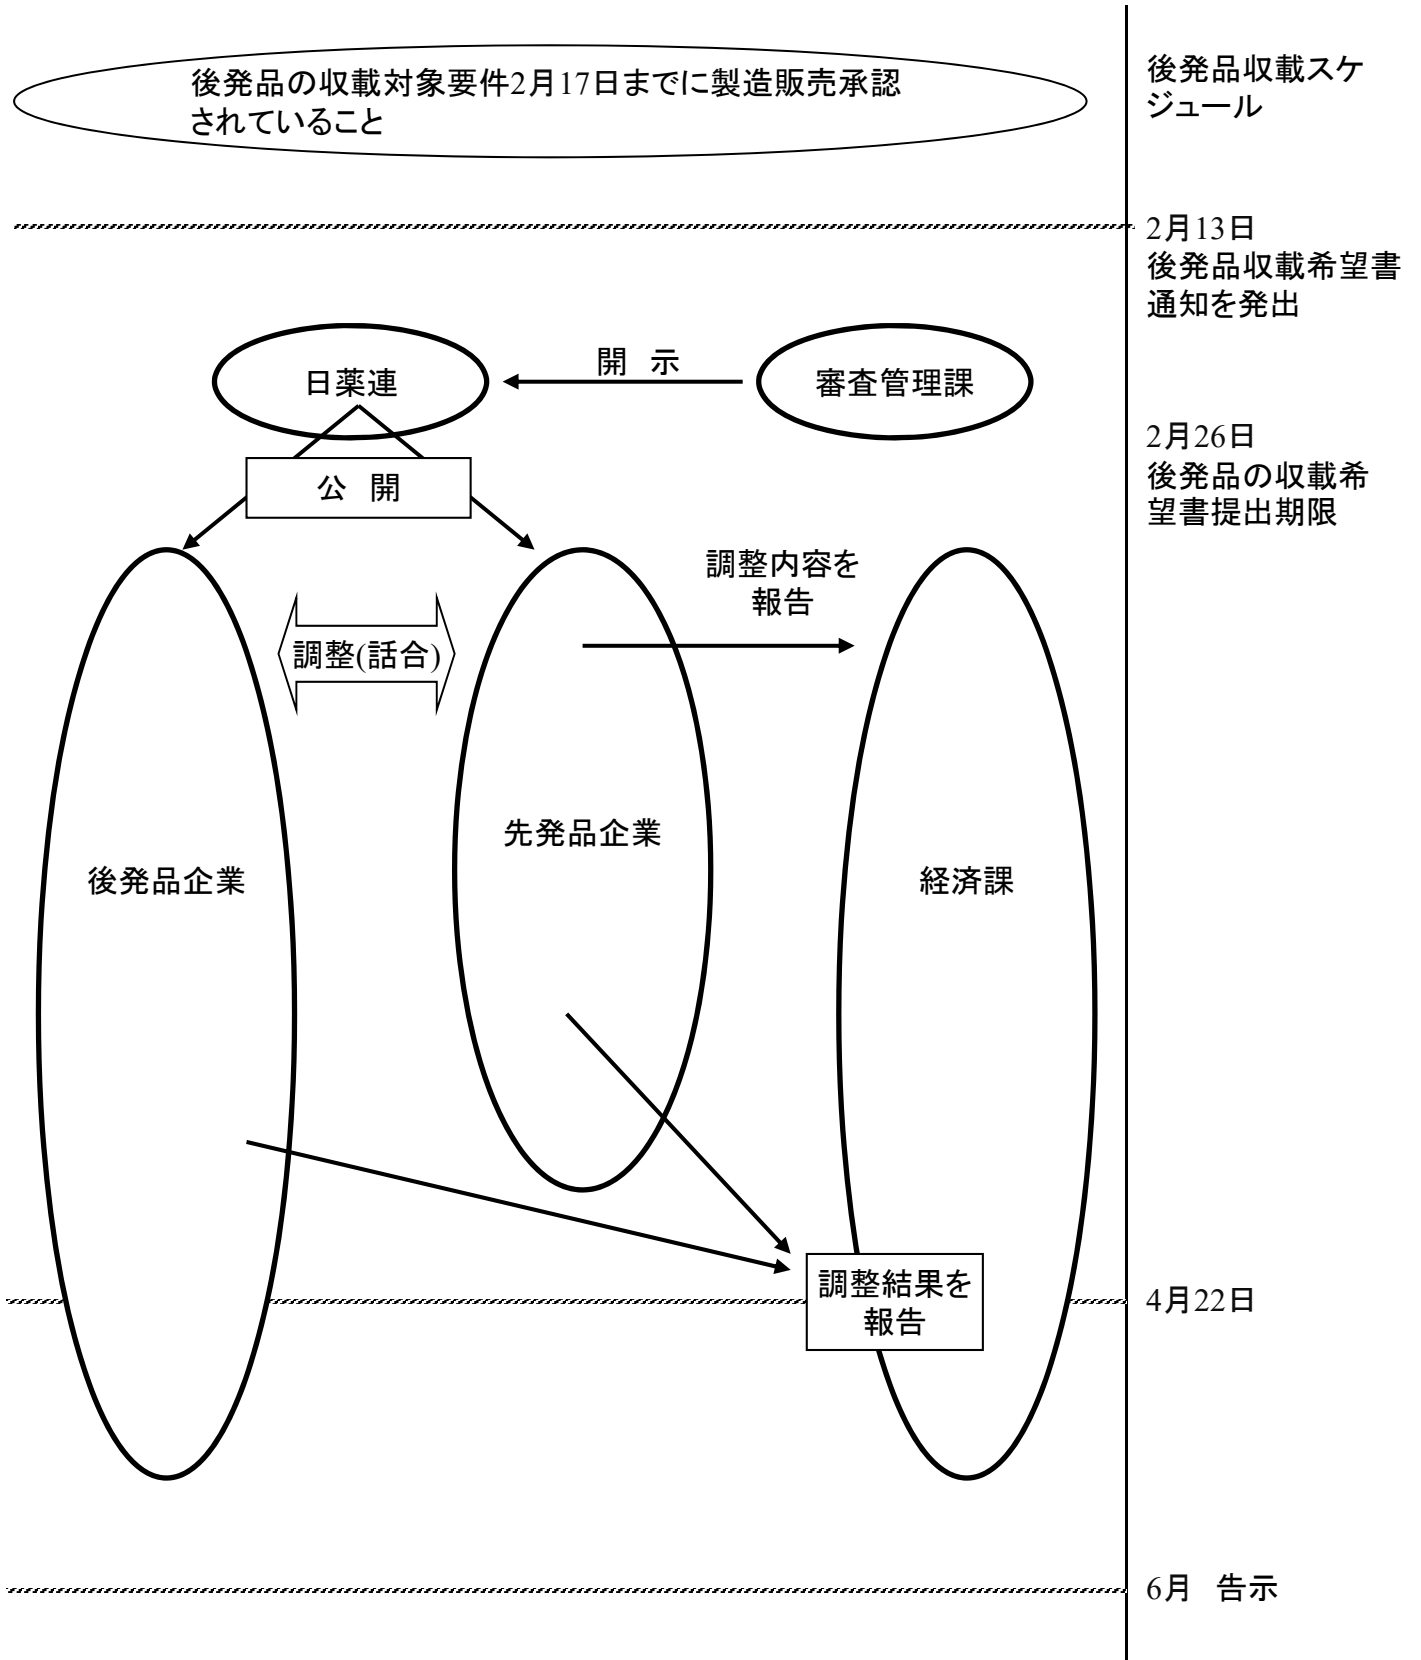 後発品の収載対象要件2月17日までに製造販売承認
されていること
後発品収載スケ
ジュール
2月13日
後発品収載希望書
通知を発出
日薬連
開 示
審査管理課
2月26日
後発品の収載希
望書提出期限
公 開
調整内容を
報告
調整(話合)
先発品企業
後発品企業
経済課
調整結果を
報告
4月22日
6月 告示